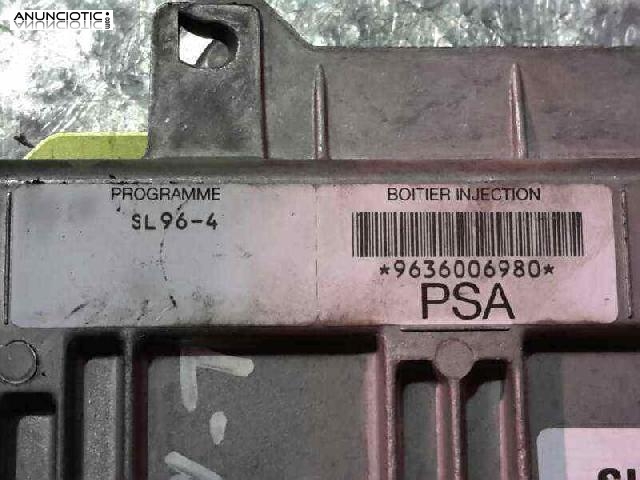 ANUNCIOTIC
PROGRAMME
SL96-4
BOITIER INJECTION
*9636006980*
PSA